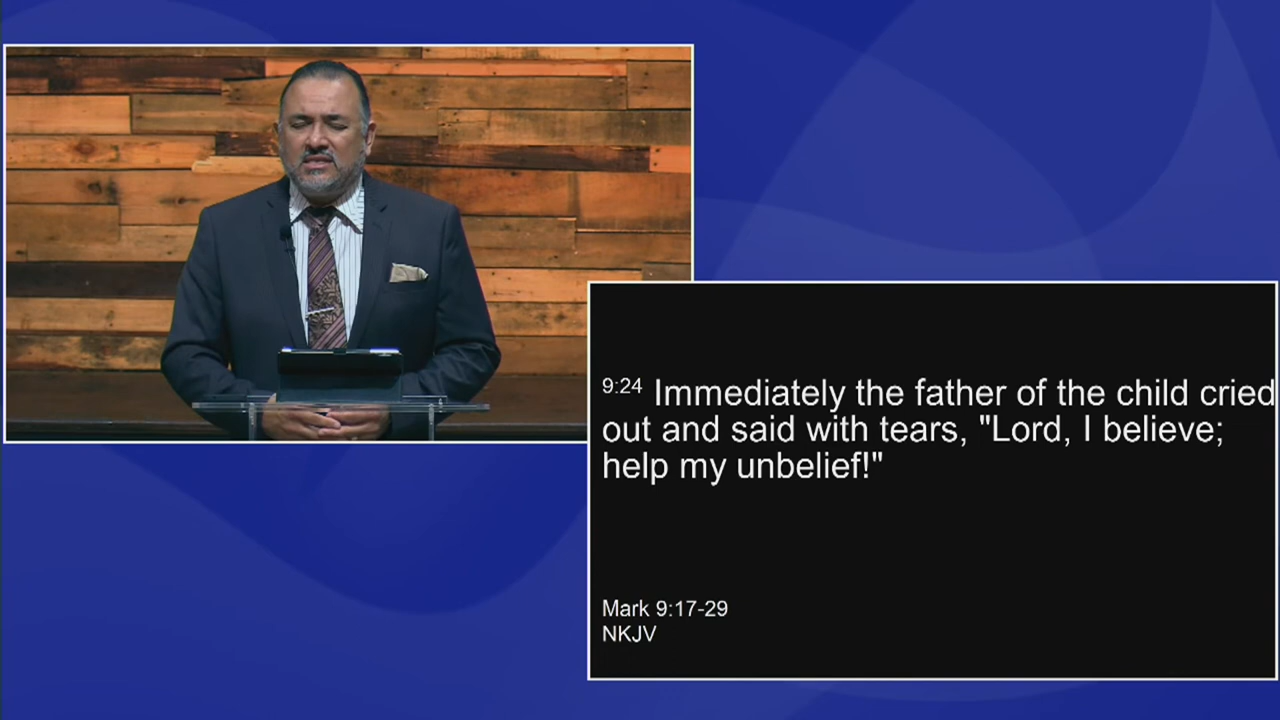 9:24 Immediately the father of the child cried
out and said with tears, "Lord, I believe;
help my unbelief!"
Mark 9:17-29
NKJV